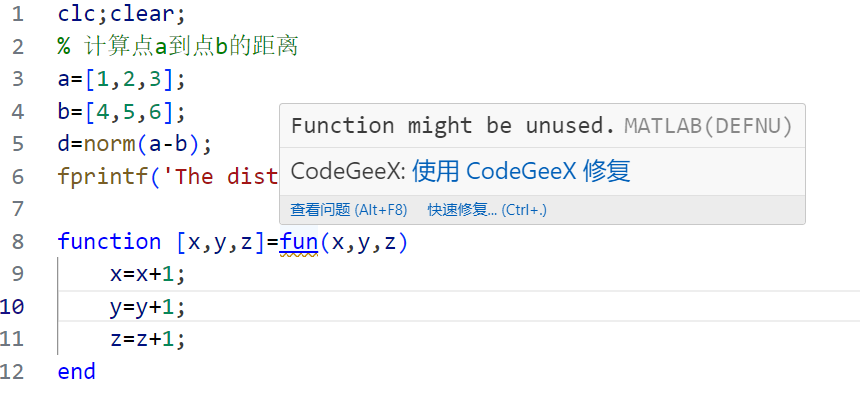 1 clc;clear;
2 % 计算点a到点b的距离
3 a=[1,2,3];
4 b=[4,5,6];
5 d=norm(a-b);
6 fprintf('The dist
Function might be unused. MATLAB(DEFNU)
CodeGeeX: 使用 CodeGeeX 修复
查看问题 (Alt+F8) 快速修复... (Ctrl+.)
7
8 function [x,y,z]=fun(x,y,z)
9 x=x+1;
10 y=y+1;
11 z=z+1;
12 end